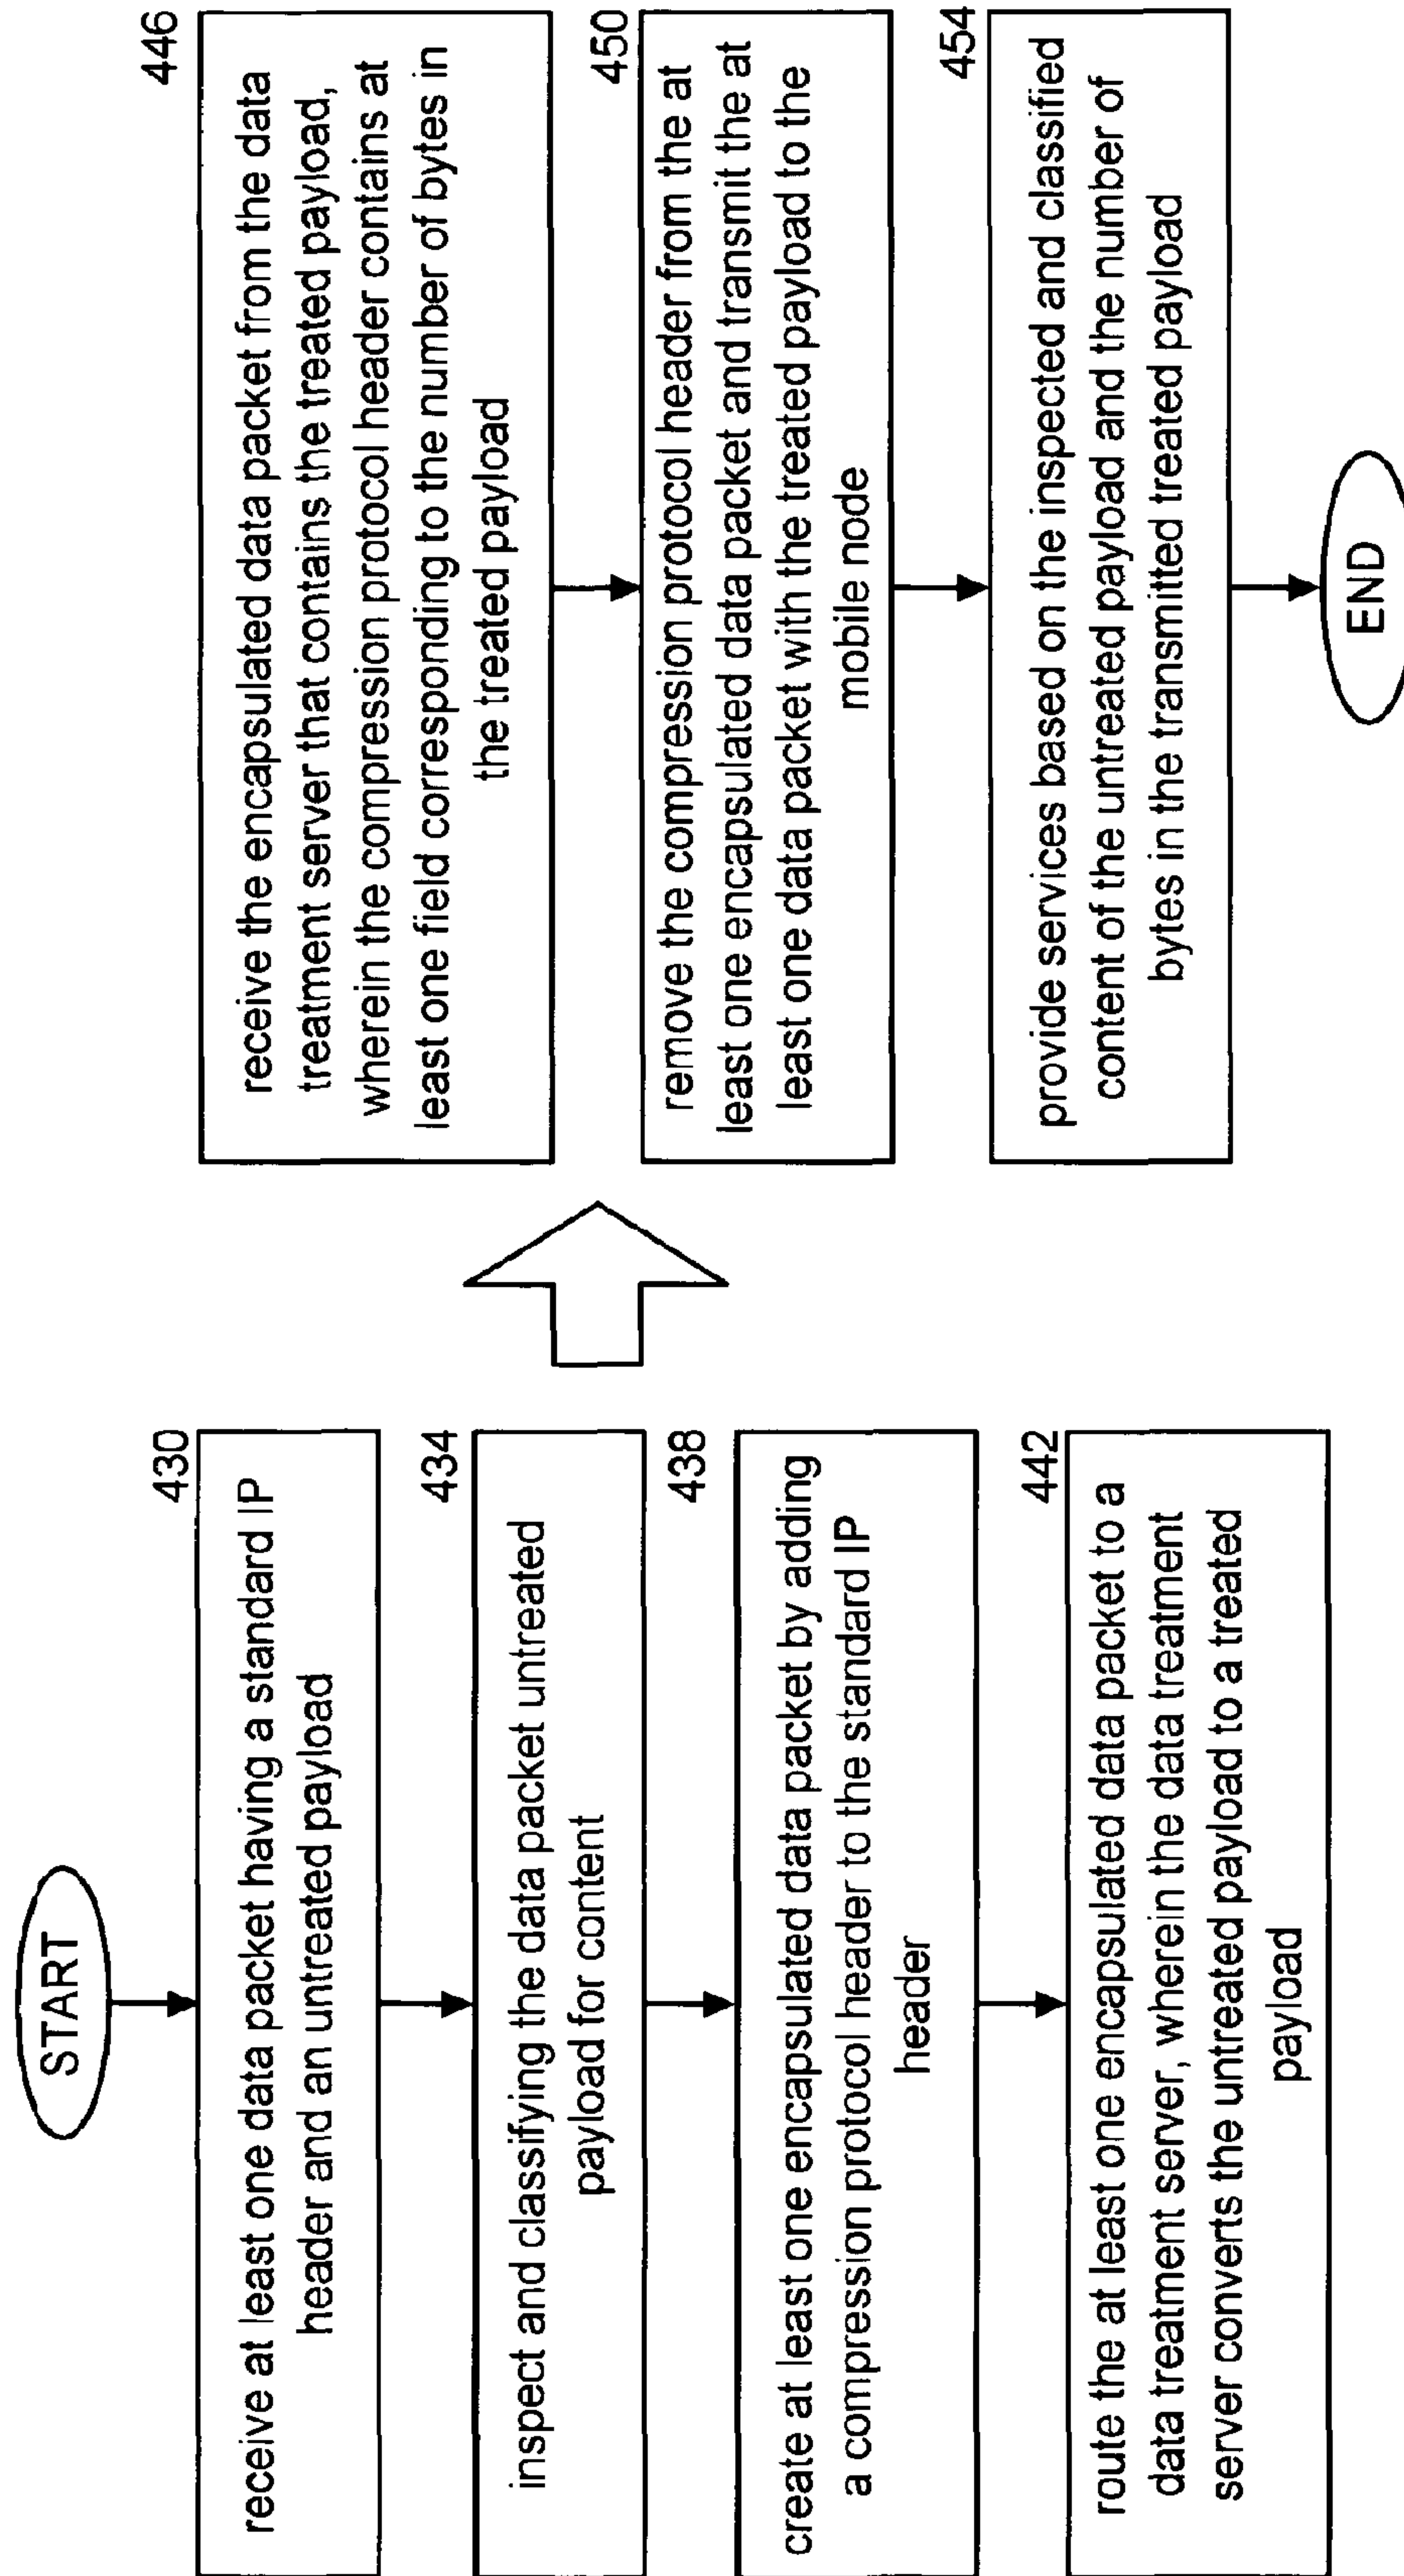 START
430
receive at least one data packet having a standard IP
header and an untreated payload
434
inspect and classifying the data packet untreated
payload for content
438
create at least one encapsulated data packet by adding
a compression protocol header to the standard IP
header
442
route the at least one encapsulated data packet to a
data treatment server, wherein the data treatment
server converts the untreated payload to a treated
payload
446
receive the encapsulated data packet from the data
treatment server that contains the treated payload,
wherein the compression protocol header contains at
least one field corresponding to the number of bytes in
the treated payload
450
remove the compression protocol header from the at
least one encapsulated data packet and transmit the at
least one data packet with the treated payload to the
mobile node
454
provide services based on the inspected and classified
content of the untreated payload and the number of
bytes in the transmitted treated payload
END